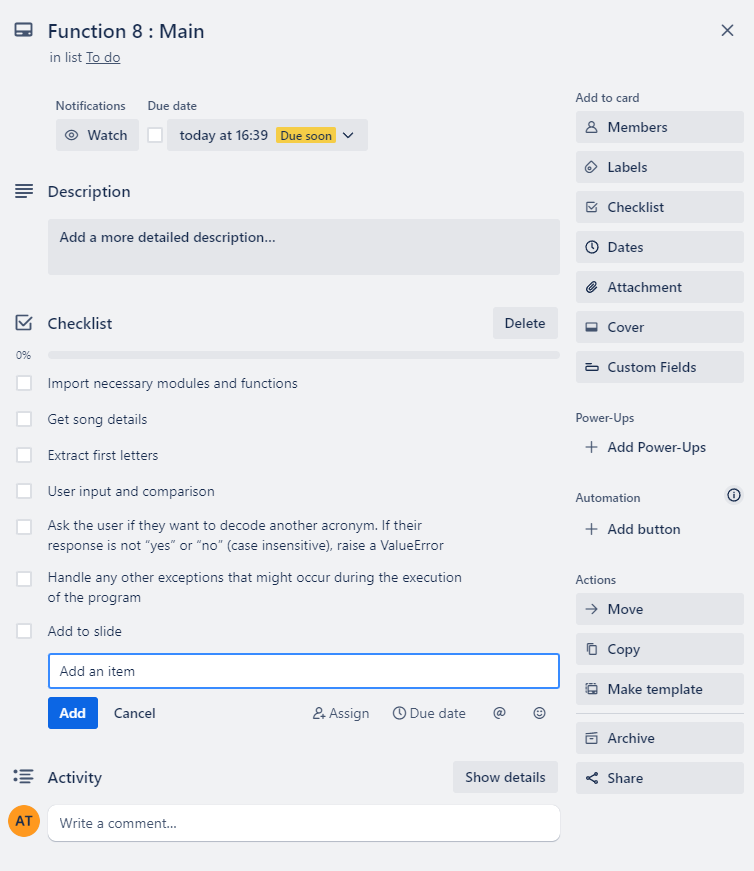 Function 8 : Main
in list To do
Notifications
Due date
Watch
today at 16:39 Due soon
Description
Add a more detailed description...
Checklist
Delete
0%
Import necessary modules and functions
Get song details
Extract first letters
User input and comparison
Ask the user if they want to decode another acronym. If their
response is not “yes” or “no” (case insensitive), raise a ValueError
Handle any other exceptions that might occur during the execution
of the program
Add to slide
Add an item
Add
Cancel
Assign
Due date
@
Activity
Show details
AT
Write a comment...
Add to card
Members
Labels
Checklist
Dates
Attachment
Cover
Custom Fields
Power-Ups
Add Power-Ups
Automation
Add button
Actions
Move
Copy
Make template
Archive
Share